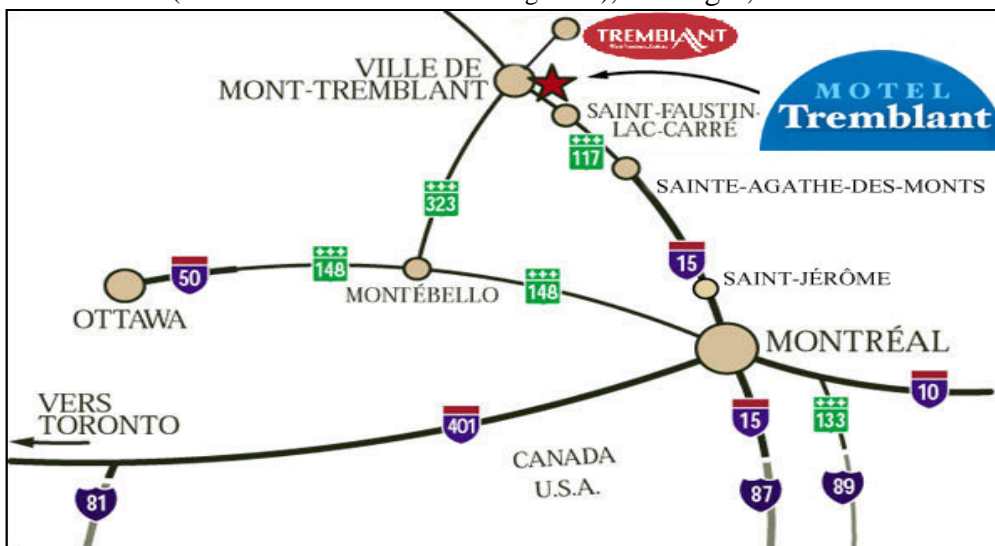 TREMBLANT
VILLE DE
MONT-TREMBLANT
MOTEL
Tremblant
SAINT-FAUSTIN-
LAC-CARRÉ
117
SAINTE-AGATHE-DES-MONTS
323
15
50
148
148
SAINT-JÉRÔME
MONTÉBELLO
OTTAWA
MONTRÉAL
10
VERS
TORONTO
401
15
133
CANADA
U.S.A.
81
87
89